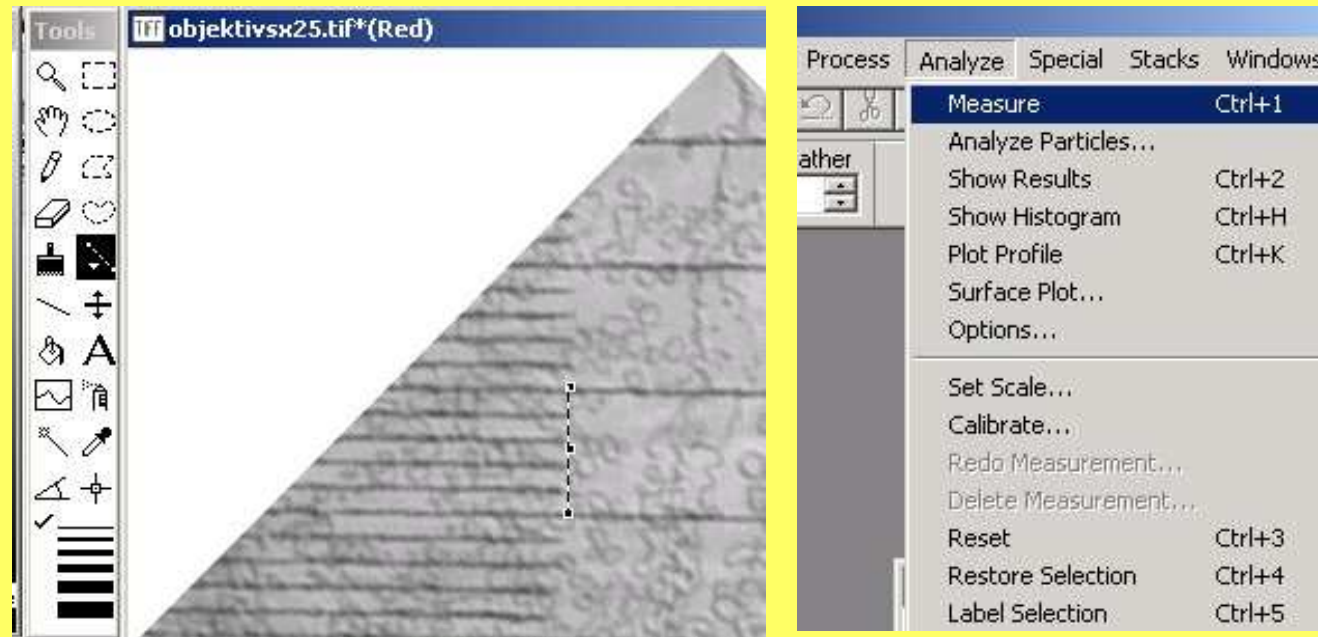 Tools
TIFF objektivsx25.tif*(Red)
A
Process Analyze Special Stacks Windows
Measure Ctrl+1
Analyze Particles...
ather
Show Results Ctrl+2
Show Histogram Ctrl+H
Plot Profile Ctrl+K
Surface Plot...
Options...
Set Scale...
Calibrate...
Redo Measurement...
Delete Measurement...
Reset Ctrl+3
Restore Selection Ctrl+4
Label Selection Ctrl+5